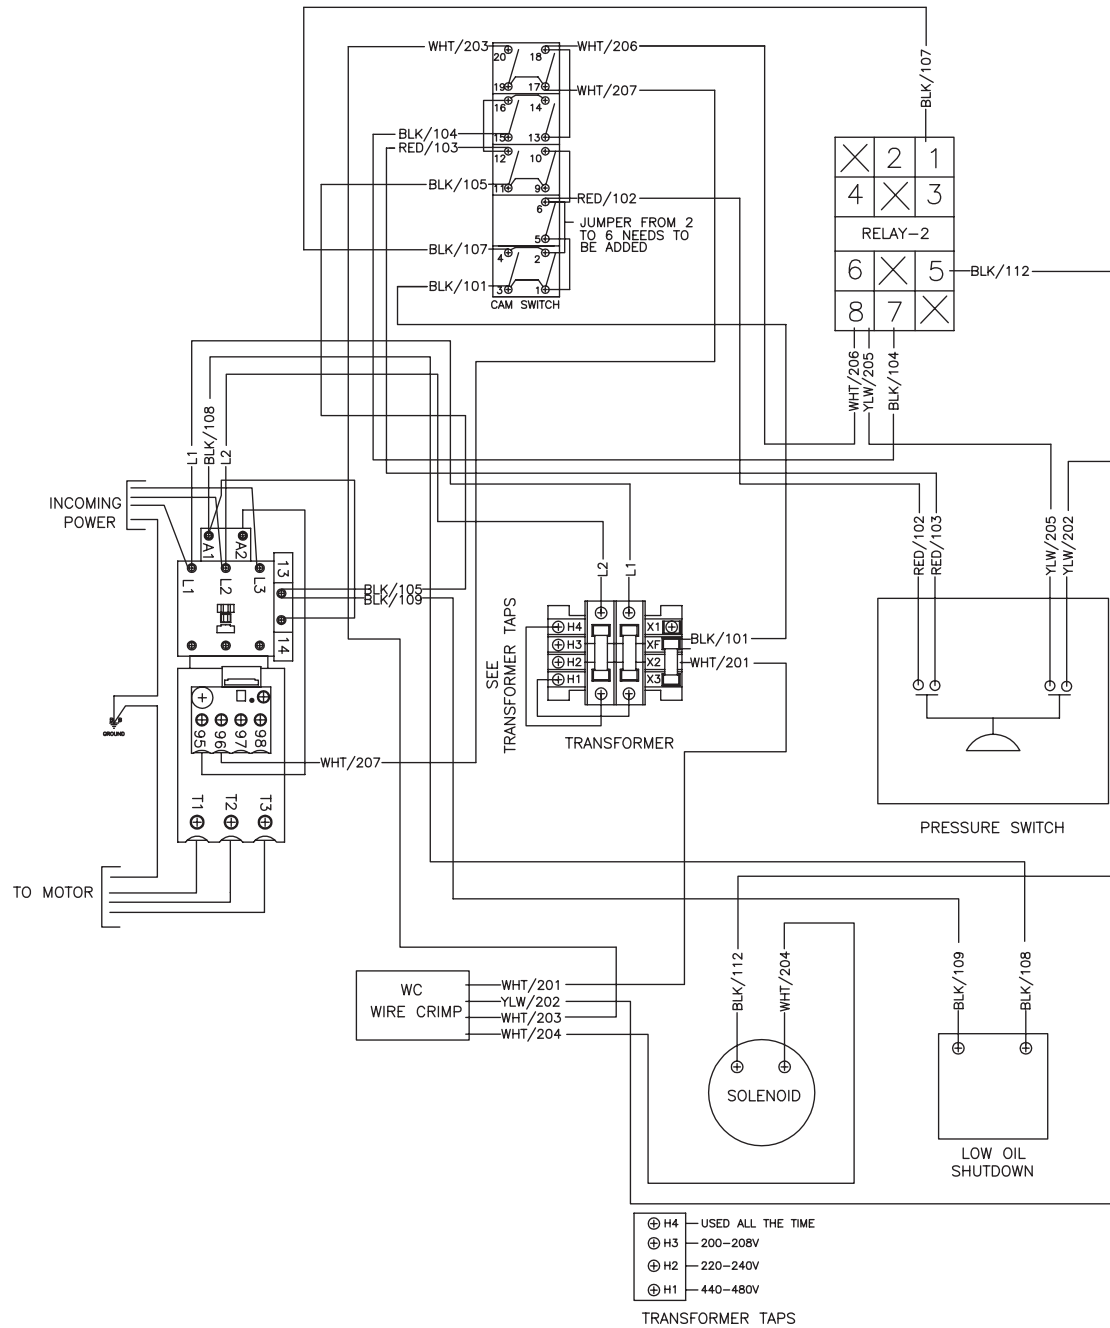 WHT/203
20
18
WHT/206
19
17
WHT/207
16
14
BLK/104
15
13
RED/103
12
10
BLK/105
11
9
RED/102
6
JUMPER FROM 2
TO 6 NEEDS TO
BE ADDED
5
BLK/107
4
2
BLK/101
3
1
CAM SWITCH
BLK/107
2
1
4
3
RELAY-2
6
5
BLK/112
8
7
WHT/206
YLW/205
BLK/104
L1
BLK/108
L2
INCOMING
POWER
A1
A2
L1
L2
L3
13
14
BLK/105
BLK/109
GROUND
95
96
97
98
WHT/207
T1
T2
T3
TO MOTOR
L2
L1
SEE
TRANSFORMER TAPS
H4
H3
H2
H1
X1
XF
X2
X3
BLK/101
WHT/201
TRANSFORMER
RED/102
RED/103
YLW/205
YLW/202
PRESSURE SWITCH
WC
WIRE CRIMP
WHT/201
YLW/202
WHT/203
WHT/204
BLK/112
WHT/204
SOLENOID
BLK/109
BLK/108
LOW OIL
SHUTDOWN
H4 USED ALL THE TIME
H3 200-208V
H2 220-240V
H1 440-480V
TRANSFORMER TAPS